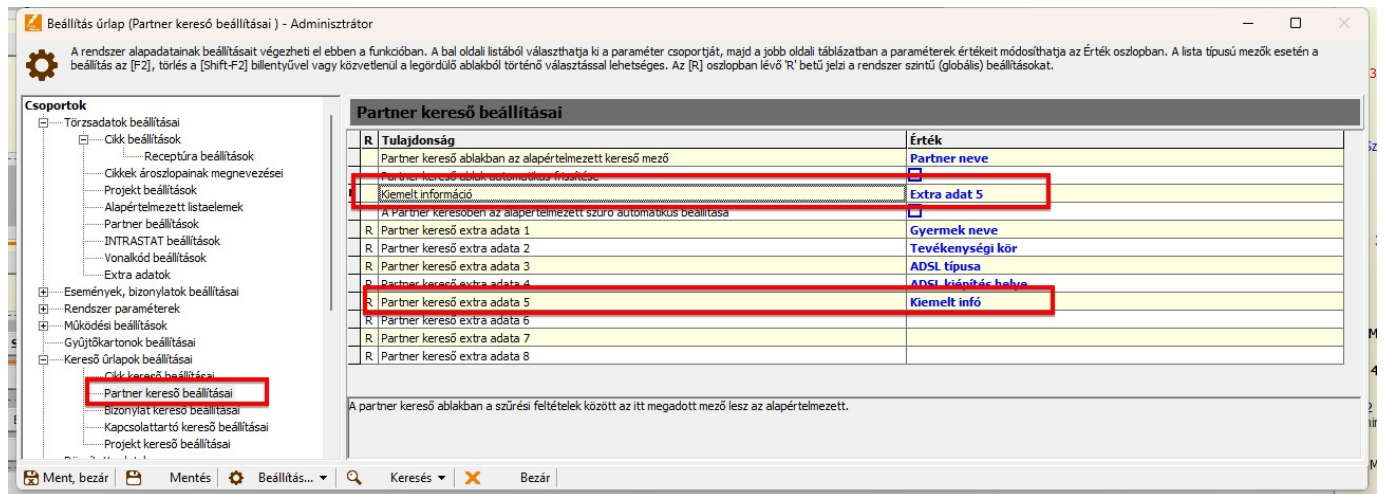 Beállítás űrlap (Partner kereső beállításai ) - Adminisztrátor
A rendszer alapadatainak beállításait végezheti el ebben a funkcióban. A bal oldali listából választhatja ki a paraméter csoportját, majd a jobb oldali táblázatban a paraméterek értékeit módosíthatja az Érték oszlopban. A lista típusú mezők esetén a
beállítás az [F2], törlés a [Shift-F2] billentyűvel vagy közvetlenül a legördülő ablakból történő választással lehetséges. Az [R] oszlopban lévő 'R' betű jelzi a rendszer szintű (globális) beállításokat.
Csoportok
Törzsadatok beállításai
Cikk beállítások
Receptúra beállítások
Cikkek ároszlopainak megnevezései
Projekt beállítások
Alapértelmezett listaelemek
Partner beállítások
INTRASTAT beállítások
Vonalkód beállítások
Extra adatok
Események, bizonylatok beállításai
Rendszer paraméterek
Működési beállítások
Gyűjtőkartonok beállításai
Kereső űrlapok beállításai
Cikk kereső beállításai
Partner kereső beállításai
Bizonylat kereső beállításai
Kapcsolattartó kereső beállításai
Projekt kereső beállításai
Partner kereső beállításai
R Tulajdonság Érték
Partner kereső ablakban az alapértelmezett kereső mező Partner neve
Partner kereső ablak automatikus frissítése
Kiemelt információ Extra adat 5
A Partner keresőben az alapértelmezett szűrő automatikus beállítása
R Partner kereső extra adata 1 Gyermek neve
R Partner kereső extra adata 2 Tevékenységi kör
R Partner kereső extra adata 3 ADSL típusa
R Partner kereső extra adata 4 ADSL kiépítés helye
R Partner kereső extra adata 5 Kiemelt infó
R Partner kereső extra adata 6
R Partner kereső extra adata 7
R Partner kereső extra adata 8
A partner kereső ablakban a szűrési feltételek között az itt megadott mező lesz az alapértelmezett.
Ment, bezár Mentés Beállítás... Keresés Bezár